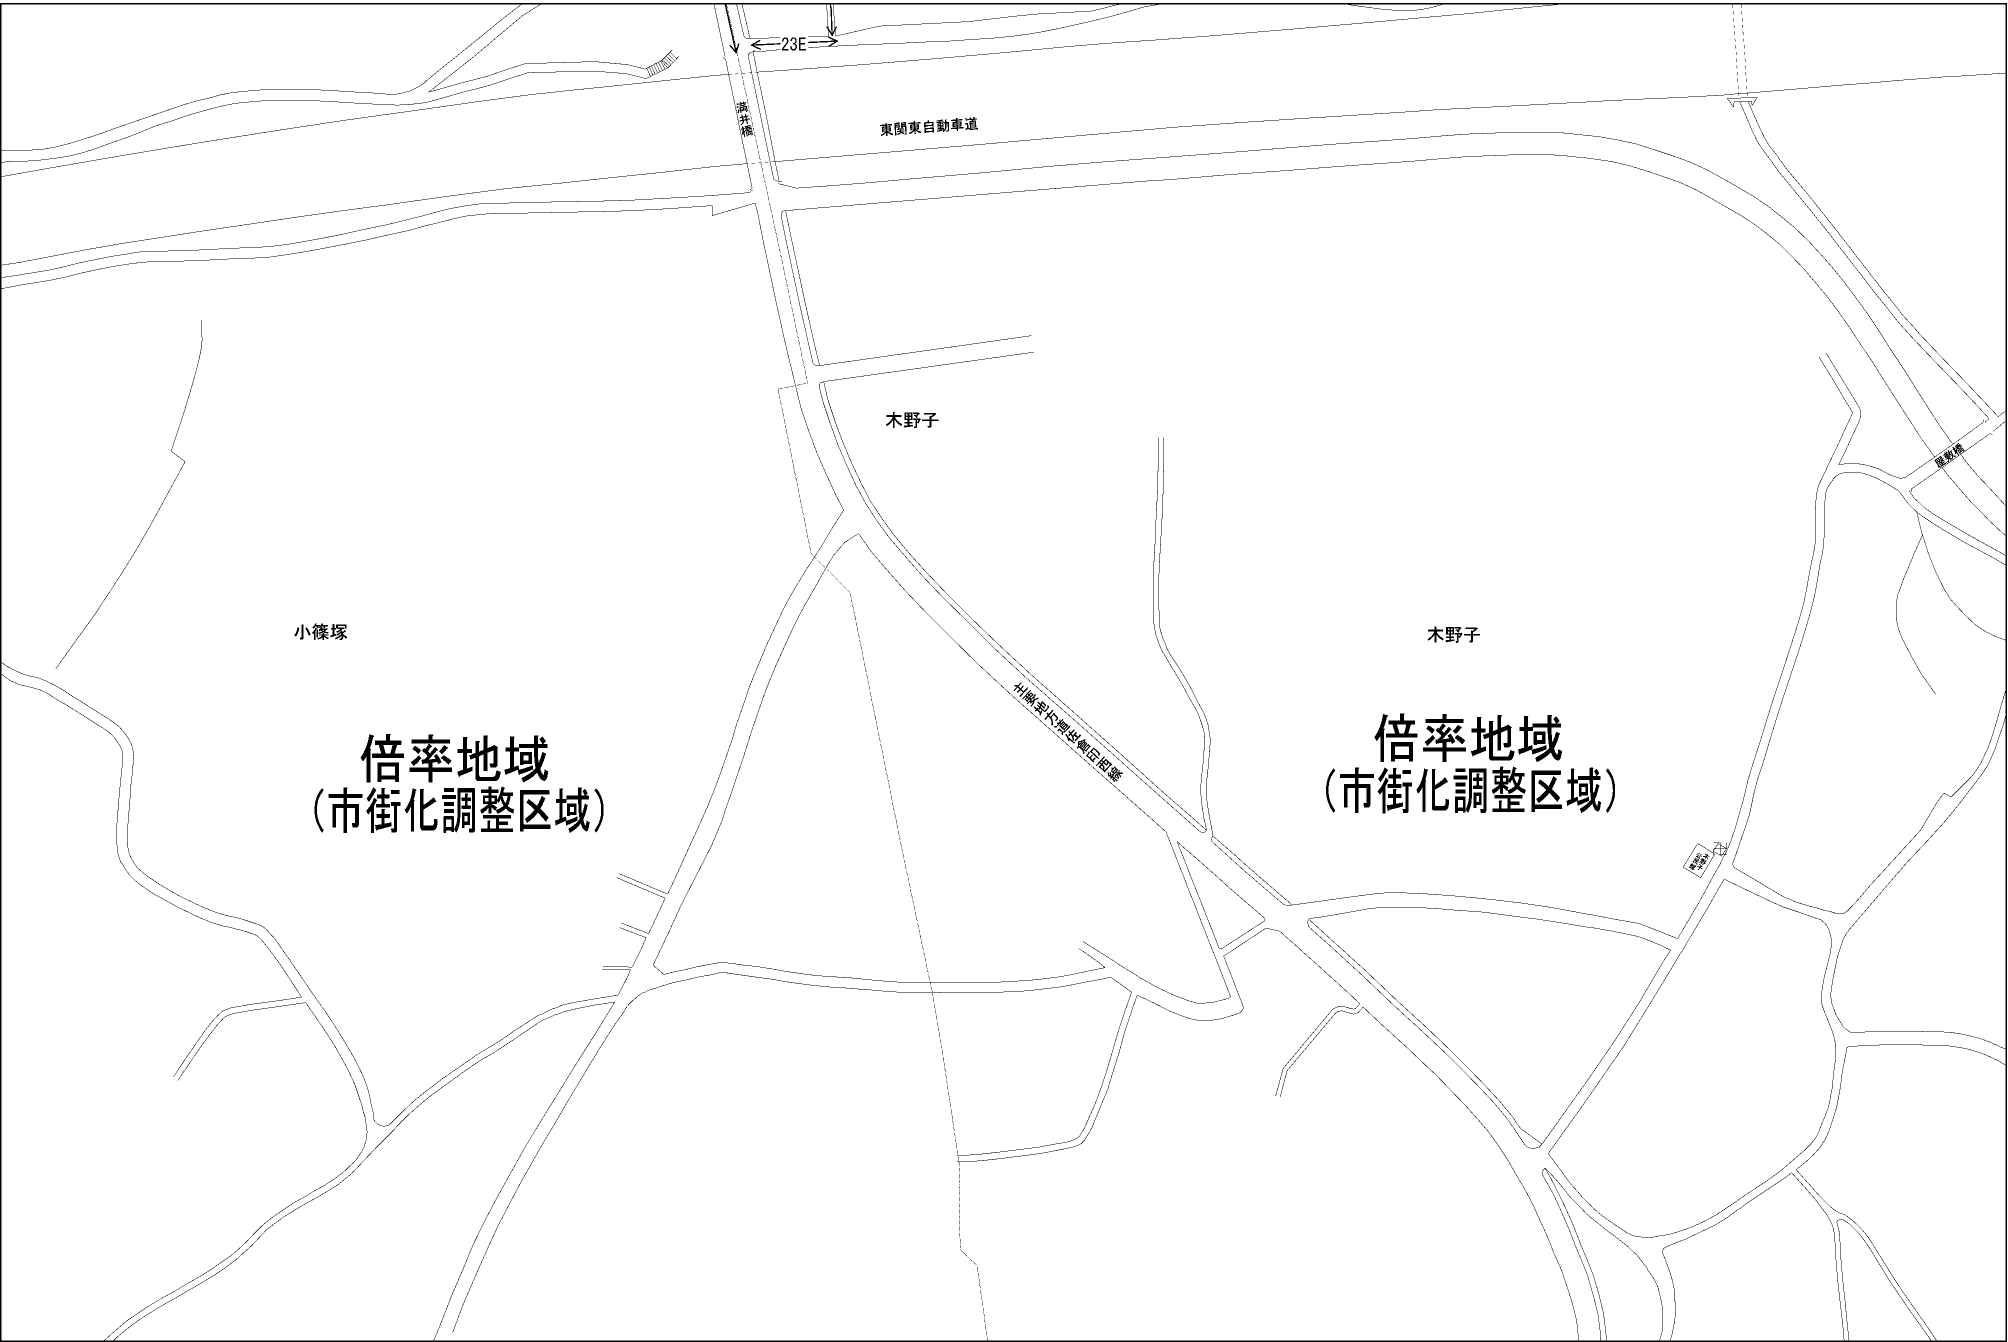 23E
満井橋
東関東自動車道
木野子
屋敷橋
小篠塚
木野子
主要地方道佐倉印西線
倍率地域
(市街化調整区域)
倍率地域
(市街化調整区域)